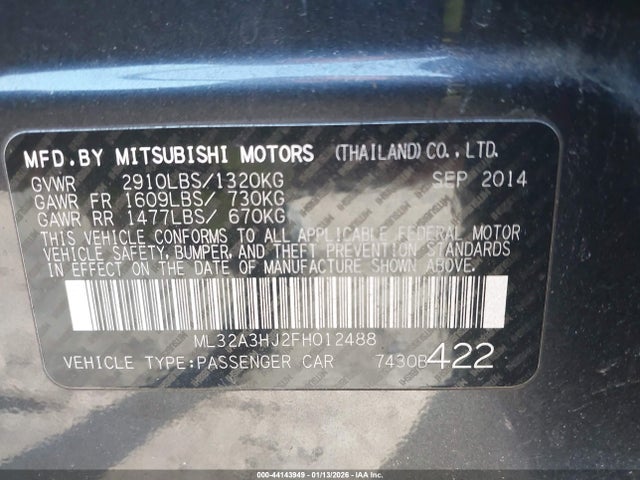 MFD.BY MITSUBISHI MOTORS (THAILAND)CO.,LTD.
GVWR 2910LBS/1320KG SEP 2014
GAWR FR 1609LBS/ 730KG
GAWR RR 1477LBS/ 670KG
THIS VEHICLE CONFORMS TO ALL APPLICABLE FEDERAL MOTOR
VEHICLE SAFETY, BUMPER, AND THEFT PREVENTION STANDARDS
IN EFFECT ON THE DATE OF MANUFACTURE SHOWN ABOVE.
ML32A3HJ2FH012488
VEHICLE TYPE:PASSENGER CAR 7430B 422
000-44143949 - 01/13/2026 - IAA Inc.